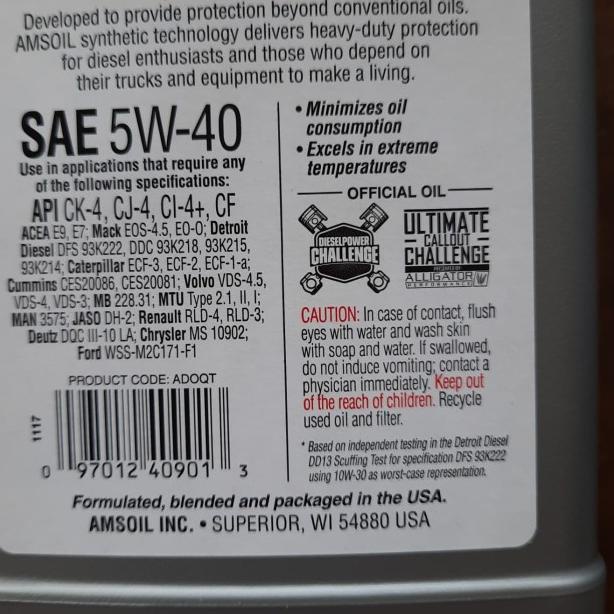 Developed to provide protection beyond conventional oils.
AMSOIL synthetic technology delivers heavy-duty protection
for diesel enthusiasts and those who depend on
their trucks and equipment to make a living.
SAE 5W-40
Use in applications that require any
of the following specifications:
API CK-4, CJ-4, CI-4+, CF
ACEA E9, E7; Mack EOS-4.5, EO-O; Detroit
Diesel DFS 93K222, DDC 93K218, 93K215,
93K214; Caterpillar ECF-3, ECF-2, ECF-1-a;
Cummins CES20086, CES20081; Volvo VDS-4.5,
VDS-4, VDS-3; MB 228.31; MTU Type 2.1, II, I;
MAN 3575; JASO DH-2; Renault RLD-4, RLD-3;
Deutz DQC III-10 LA; Chrysler MS 10902;
Ford WSS-M2C171-F1
PRODUCT CODE: ADOQT
1117
0 97012 40901 3
• Minimizes oil
consumption
• Excels in extreme
temperatures
OFFICIAL OIL
DIESEL POWER
CHALLENGE
ULTIMATE
CALLOUT
CHALLENGE
PRESENTED BY
ALLIGATOR
PERFORMANCE
CAUTION: In case of contact, flush
eyes with water and wash skin
with soap and water. If swallowed,
do not induce vomiting; contact a
physician immediately. Keep out
of the reach of children. Recycle
used oil and filter.
* Based on independent testing in the Detroit Diesel
DD13 Scuffing Test for specification DFS 93K222
using 10W-30 as worst-case representation.
Formulated, blended and packaged in the USA.
AMSOIL INC. • SUPERIOR, WI 54880 USA